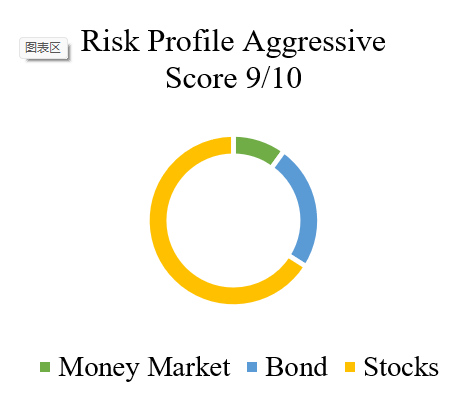 Risk Profile Aggressive
Score 9/10
图表区
Money Market Bond Stocks